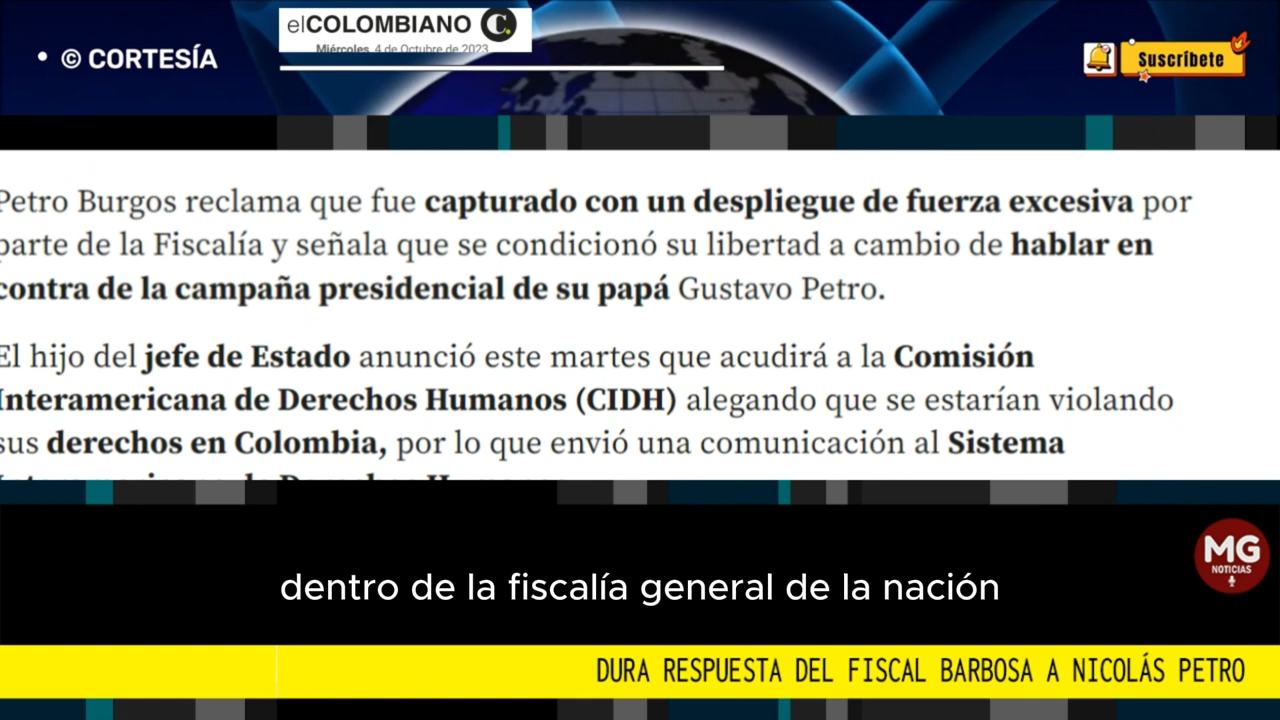 elCOLOMBIANO C.
Miércoles, 4 de Octubre de 2023
• © CORTESÍA
Suscríbete
Petro Burgos reclama que fue capturado con un despliegue de fuerza excesiva por
parte de la Fiscalía y señala que se condicionó su libertad a cambio de hablar en
contra de la campaña presidencial de su papá Gustavo Petro.
El hijo del jefe de Estado anunció este martes que acudirá a la Comisión
Interamericana de Derechos Humanos (CIDH) alegando que se estarían violando
sus derechos en Colombia, por lo que envió una comunicación al Sistema
dentro de la fiscalía general de la nación
MG
NOTICIAS
DURA RESPUESTA DEL FISCAL BARBOSA A NICOLÁS PETRO